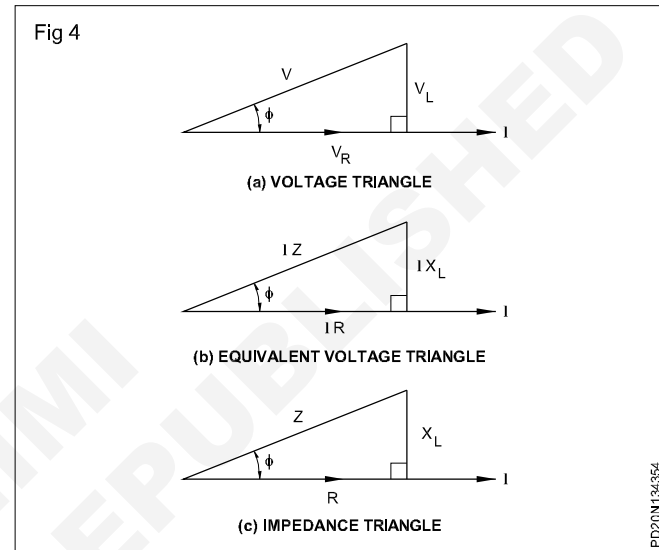 Fig 4
V
V_L
ϕ
I
V_R
(a) VOLTAGE TRIANGLE
I Z
I X_L
ϕ
I
I R
(b) EQUIVALENT VOLTAGE TRIANGLE
Z
X_L
ϕ
I
R
(c) IMPEDANCE TRIANGLE
PD20N134354